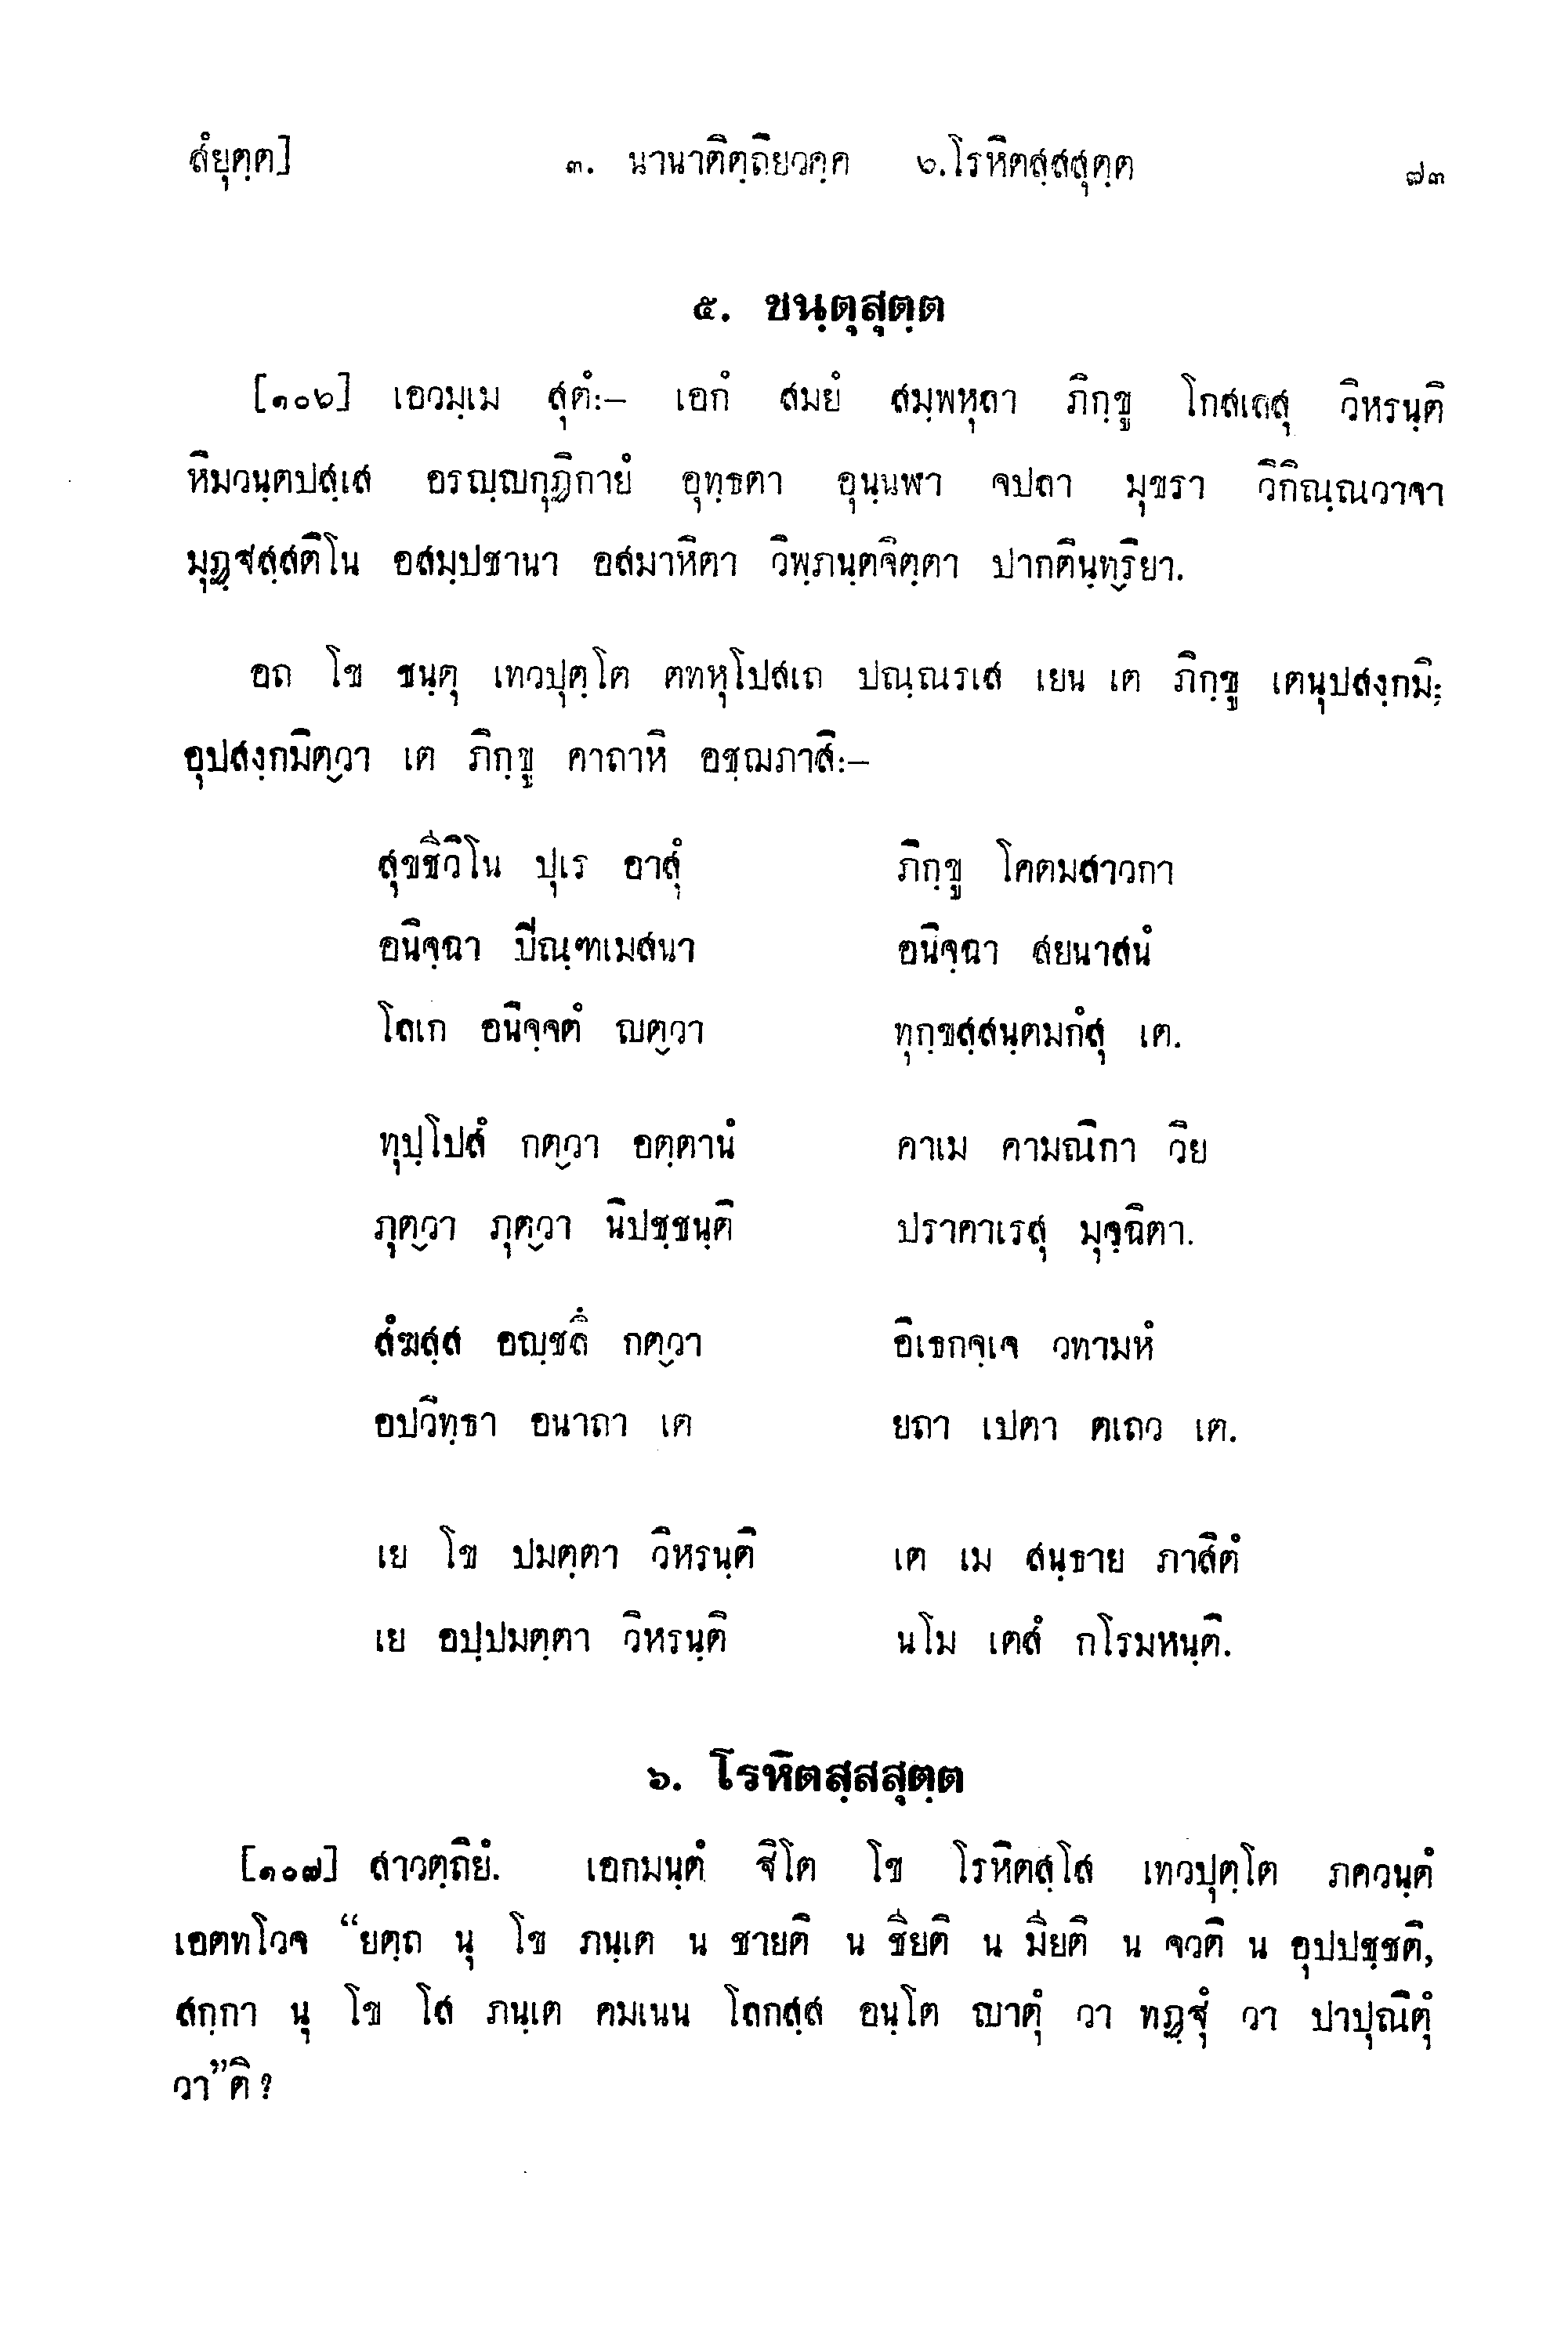 สํยุตฺต]	๓. นานาติตฺถิยวคฺค ๖.โรหิตสฺสสุตฺต	๗๓
๕. ชนฺตุสุตฺต
[๑๐๖] เอวมฺเม สุตํ:– เอกํ สมยํ สมฺพหุลา ภิกฺขู โกสเลสุ วิหรนฺติ
หิมวนฺตปสฺเส อรญฺญกุฏิกายํ อุทฺธตา อุนฺนฬา จปลา มุขรา วิกิณฺณวาจา
มุฏฺฐสฺสติโน อสมฺปชานา อสมาหิตา วิพฺภนฺตจิตฺตา ปากตินฺทฺริยา.
อถ โข ชนฺตุ เทวปุตฺโต ตทหุโปสเถ ปณฺณรเส เยน เต ภิกฺขู เตนุปสงฺกมิ;
อุปสงฺกมิตฺวา เต ภิกฺขู คาถาหิ อชฺฌภาสิ:–
สุขชีวิโน ปุเร อาสุํ	ภิกฺขู โคตมสาวกา
อนิจฺฉา ปิณฺฑเมสนา	อนิจฺฉา สยนาสนํ
โลเก อนิจฺจตํ ญตฺวา	ทุกฺขสฺสนฺตมกํสุ เต.
ทุปฺโปสํ กตฺวา อตฺตานํ	คาเม คามณิกา วิย
ภุตฺวา ภุตฺวา นิปชฺชนฺติ	ปราคาเรสุ มุจฺฉิตา.
สํฆสฺส อญฺชลึ กตฺวา	อิเธกจฺเจ วทามหํ
อปวิทฺธา อนาถา เต	ยถา เปตา ตเถว เต.
เย โข ปมตฺตา วิหรนฺติ	เต เม สนฺธาย ภาสิตํ
เย อปฺปมตฺตา วิหรนฺติ	นโม เตสํ กโรมหนฺติ.
๖. โรหิตสฺสสุตฺต
[๑๐๗] สาวตฺถิยํ. เอกมนฺตํ ฐิโต โข โรหิตสฺโส เทวปุตฺโต ภควนฺตํ
เอตทโวจ “ยตฺถ นุ โข ภนฺเต น ชายติ น ชียติ น มียติ น จวติ น อุปปชฺชติ,
สกฺกา นุ โข โส ภนฺเต คมเนน โลกสฺส อนฺโต ญาตุํ วา ทฏฺฐุํ วา ปาปุณิตุํ
วา”ติ ?